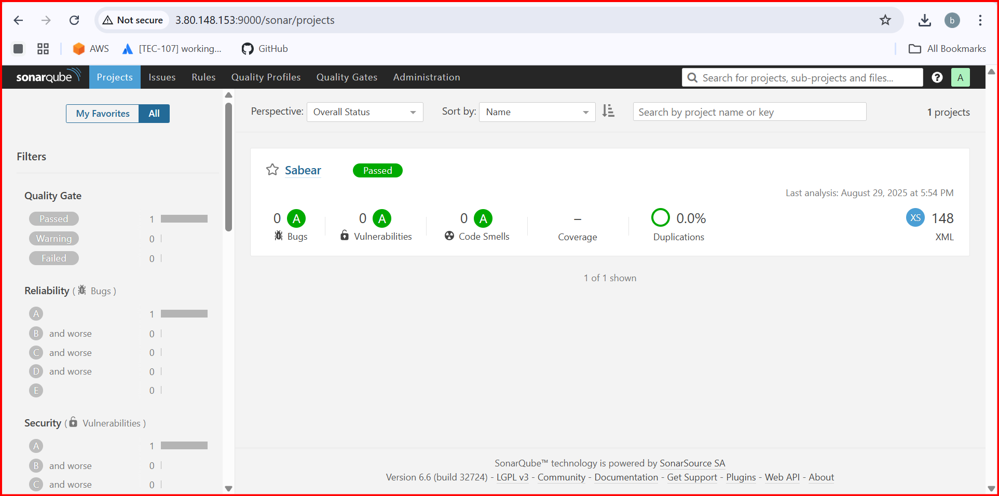 Not secure 3.80.148.153:9000/sonar/projects b
AWS [TEC-107] working... GitHub All Bookmarks
sonarqube Projects Issues Rules Quality Profiles Quality Gates Administration Search for projects, sub-projects and files... ? A
My Favorites All
Perspective: Overall Status Sort by: Name Search by project name or key 1 projects
Filters
Quality Gate
Passed 1
Warning 0
Failed 0
Reliability ( Bugs )
A 1
B and worse 0
C and worse 0
D and worse 0
E 0
Security ( Vulnerabilities )
A 1
B and worse 0
C and worse 0
Sabear Passed
Last analysis: August 29, 2025 at 5:54 PM
0 A 0 A 0 A – 0.0% XS 148
Bugs Vulnerabilities Code Smells Coverage Duplications XML
1 of 1 shown
SonarQube™ technology is powered by SonarSource SA
Version 6.6 (build 32724) - LGPL v3 - Community - Documentation - Get Support - Plugins - Web API - About